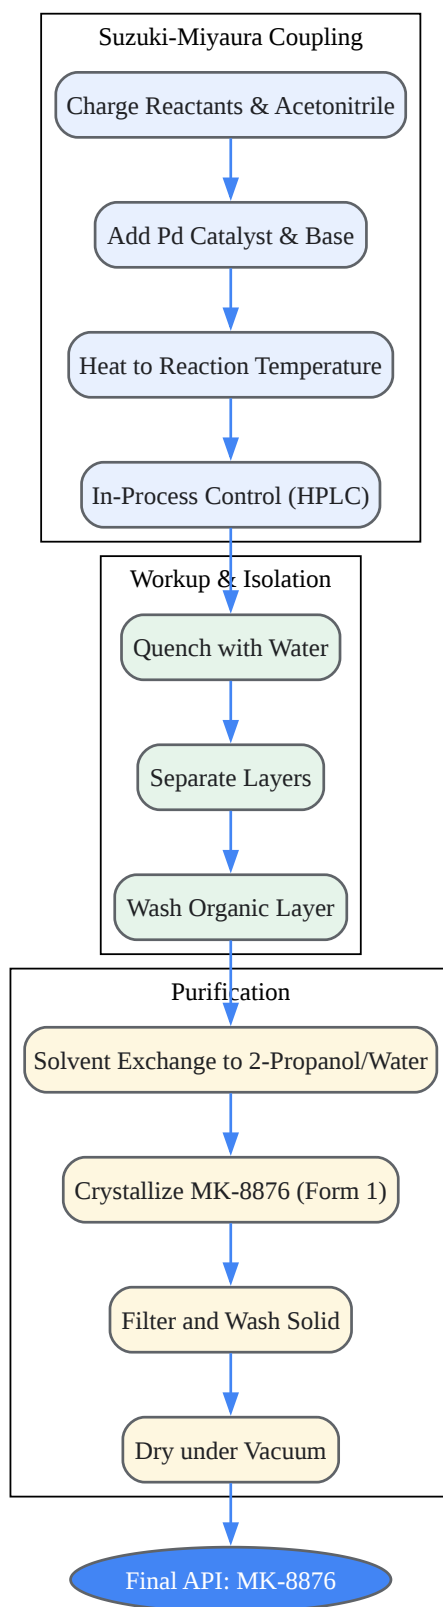 Suzuki-Miyaura Coupling
Charge Reactants & Acetonitrile
Add Pd Catalyst & Base
Heat to Reaction Temperature
In-Process Control (HPLC)
Workup & Isolation
Quench with Water
Separate Layers
Wash Organic Layer
Purification
Solvent Exchange to 2-Propanol/Water
Crystallize MK-8876 (Form 1)
Filter and Wash Solid
Dry under Vacuum
Final API: MK-8876